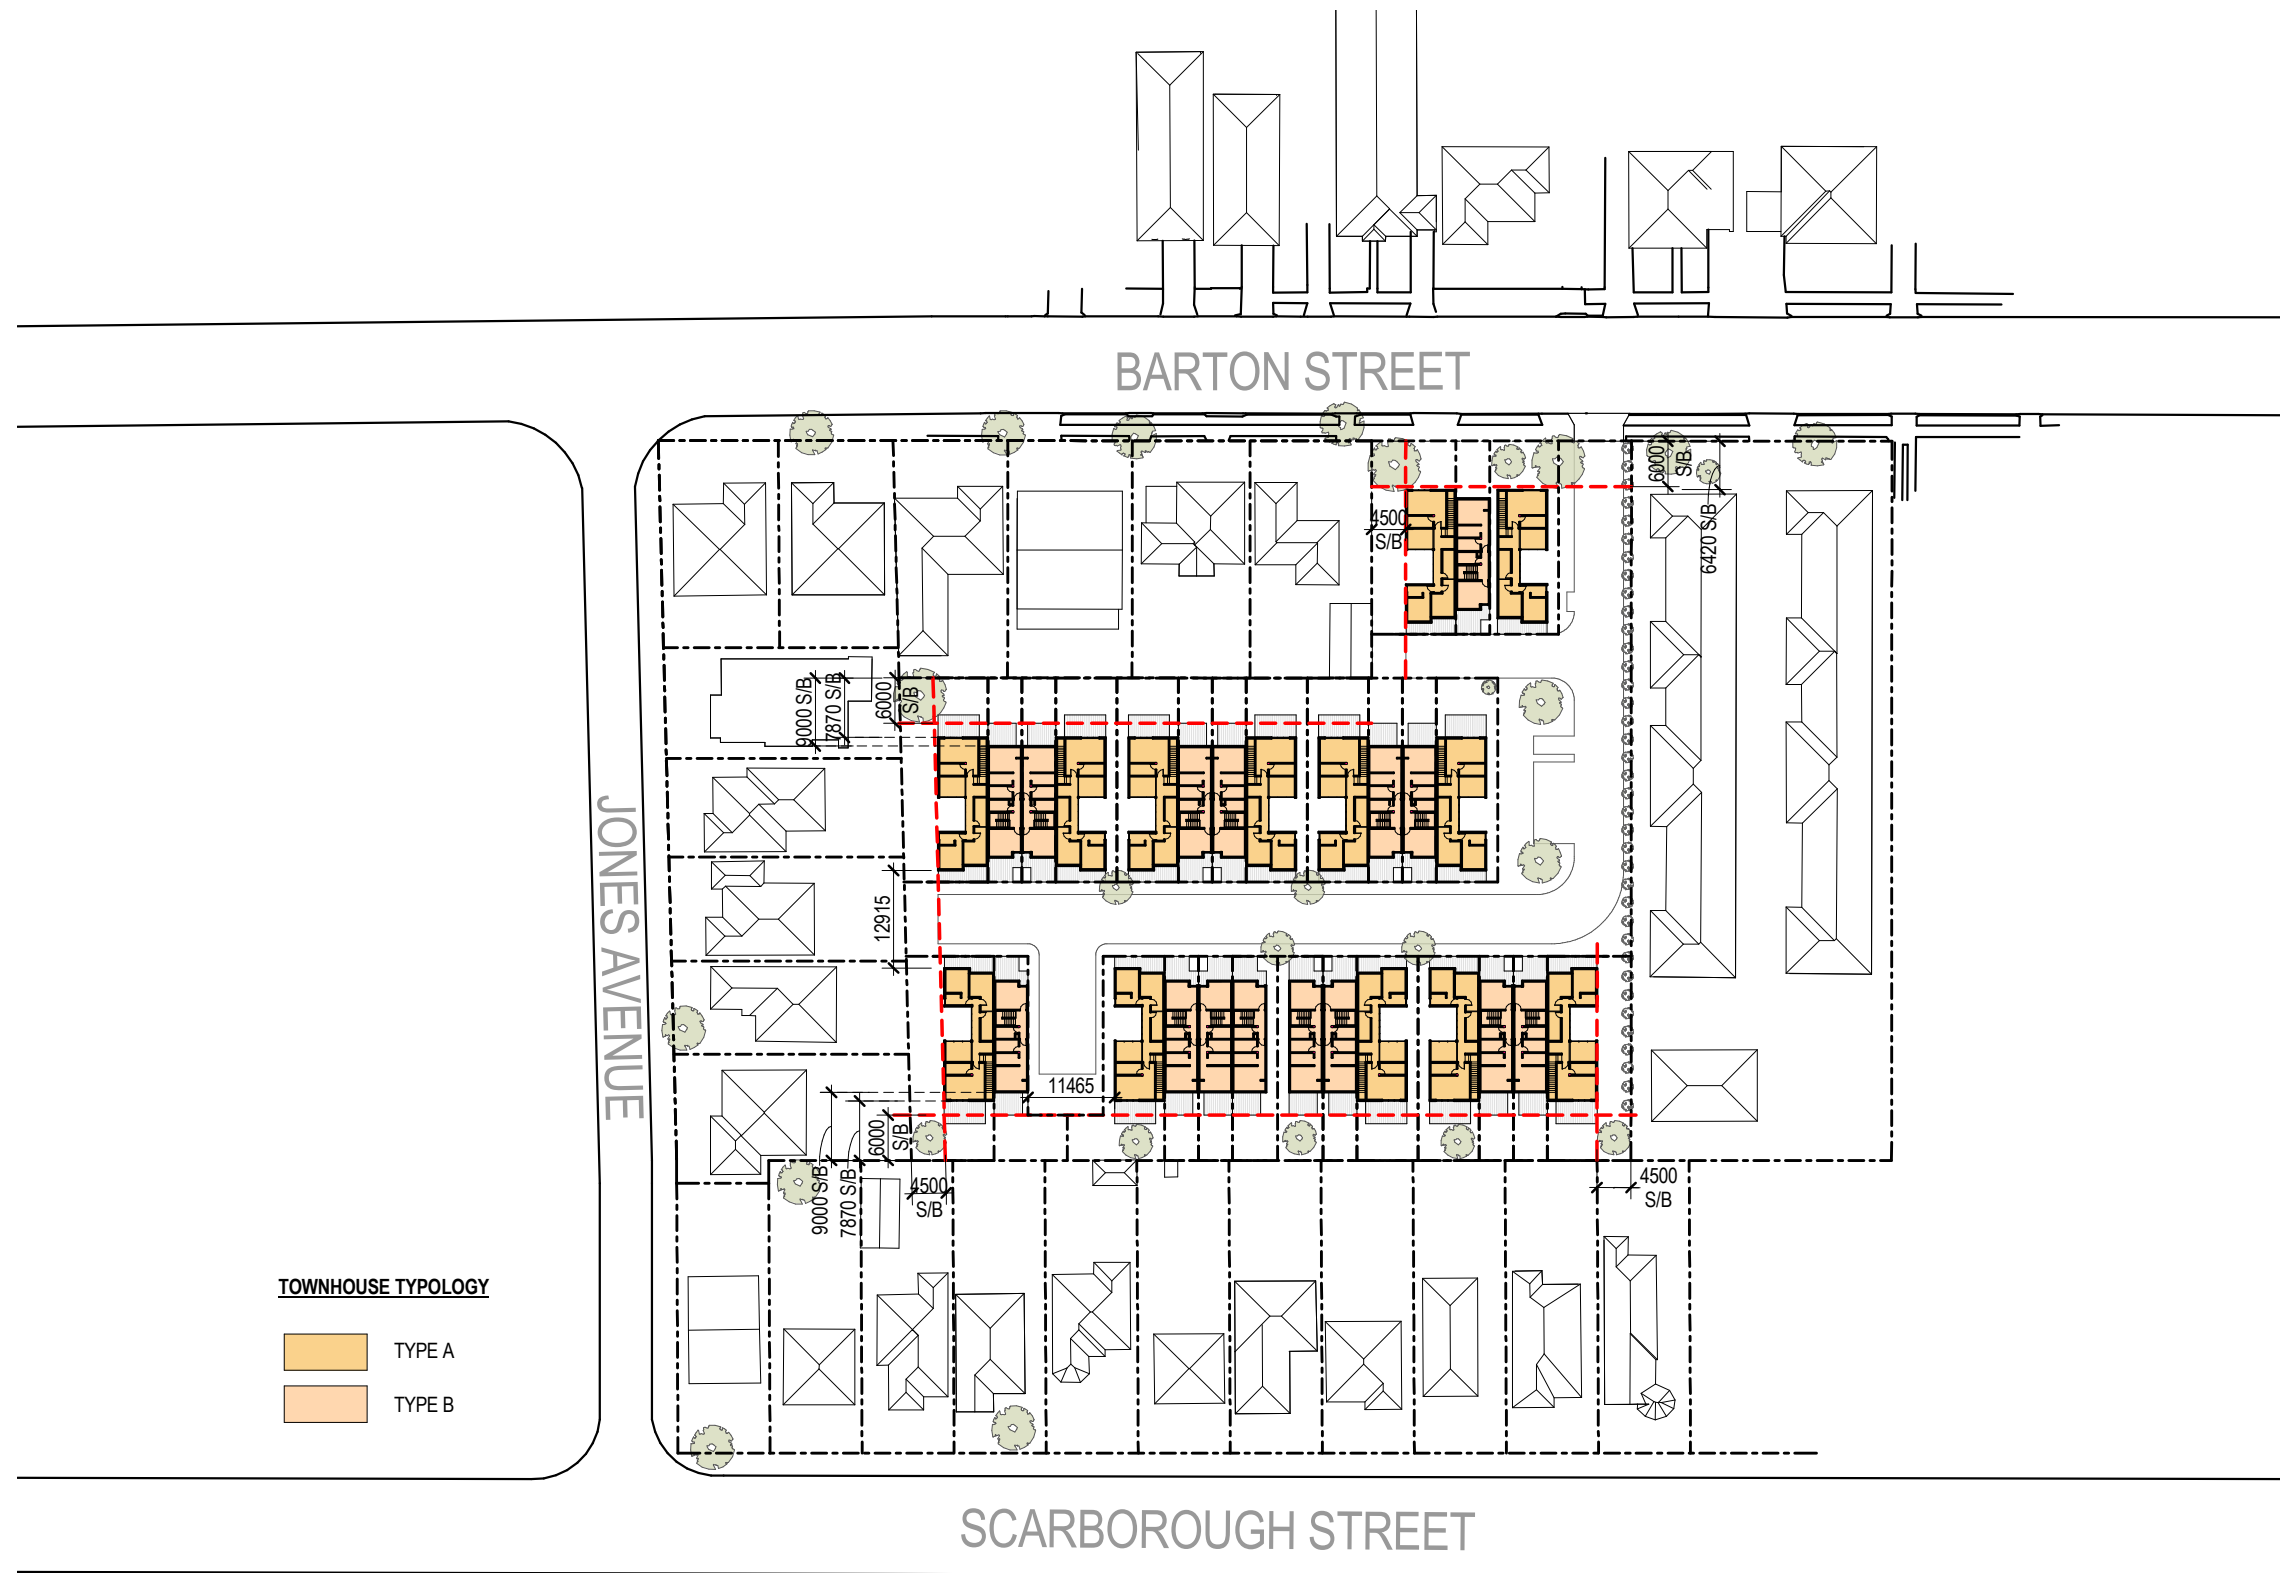 BARTON STREET
6000
S/B
6420 S/B
4500
S/B
9000 S/B
7870 S/B
6000
S/B
JONES AVENUE
12915
11465
6000
S/B
9000 S/B
7870 S/B
4500
S/B
4500
S/B
TOWNHOUSE TYPOLOGY
TYPE A
TYPE B
SCARBOROUGH STREET